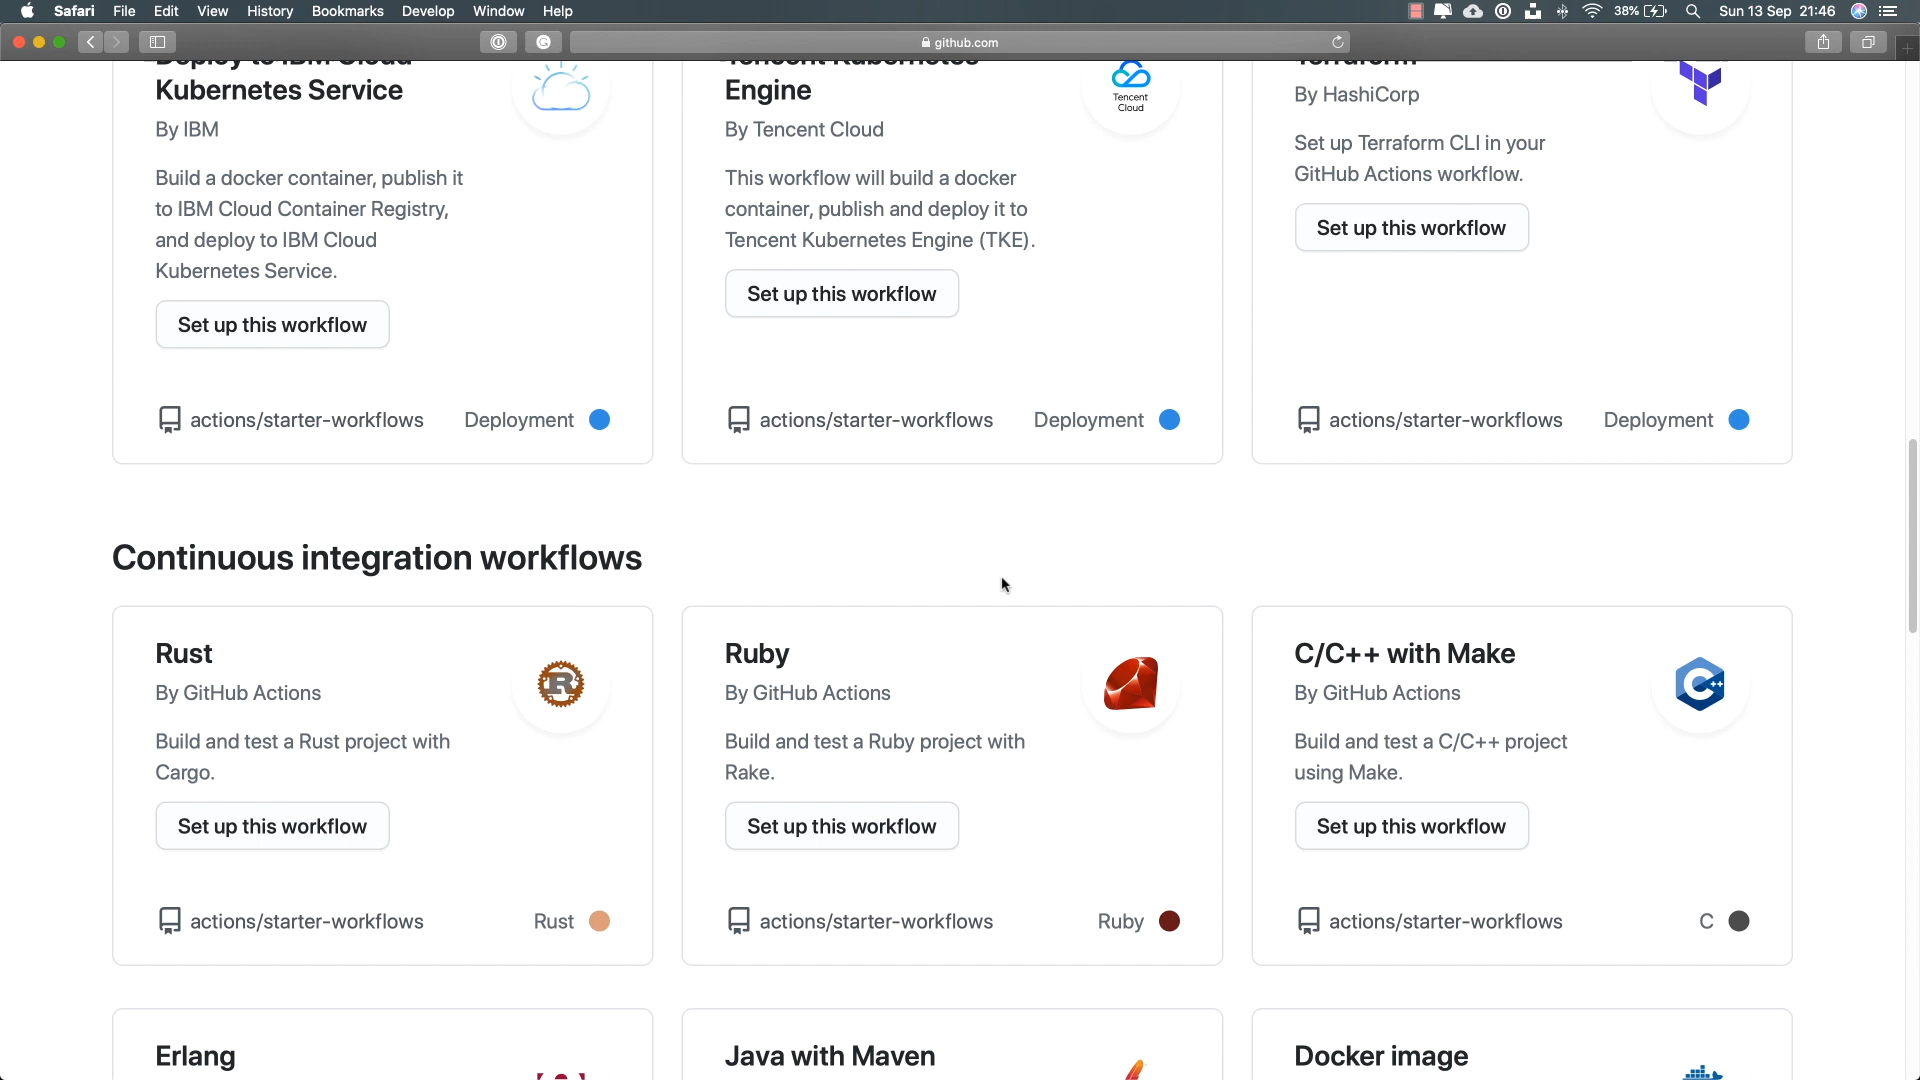 Safari File Edit View History Bookmarks Develop Window Help 38% Sun 13 Sep 21:46
github.com
Deploy to IBM Cloud
Kubernetes Service
By IBM
Build a docker container, publish it
to IBM Cloud Container Registry,
and deploy to IBM Cloud
Kubernetes Service.
Set up this workflow
actions/starter-workflows Deployment
Tencent Kubernetes
Engine
Tencent
Cloud
By Tencent Cloud
This workflow will build a docker
container, publish and deploy it to
Tencent Kubernetes Engine (TKE).
Set up this workflow
actions/starter-workflows Deployment
Terraform
By HashiCorp
Set up Terraform CLI in your
GitHub Actions workflow.
Set up this workflow
actions/starter-workflows Deployment
Continuous integration workflows
Rust
By GitHub Actions
R
Build and test a Rust project with
Cargo.
Set up this workflow
actions/starter-workflows Rust
Ruby
By GitHub Actions
Build and test a Ruby project with
Rake.
Set up this workflow
actions/starter-workflows Ruby
C/C++ with Make
By GitHub Actions
C++
Build and test a C/C++ project
using Make.
Set up this workflow
actions/starter-workflows C
Erlang
Java with Maven
Docker image